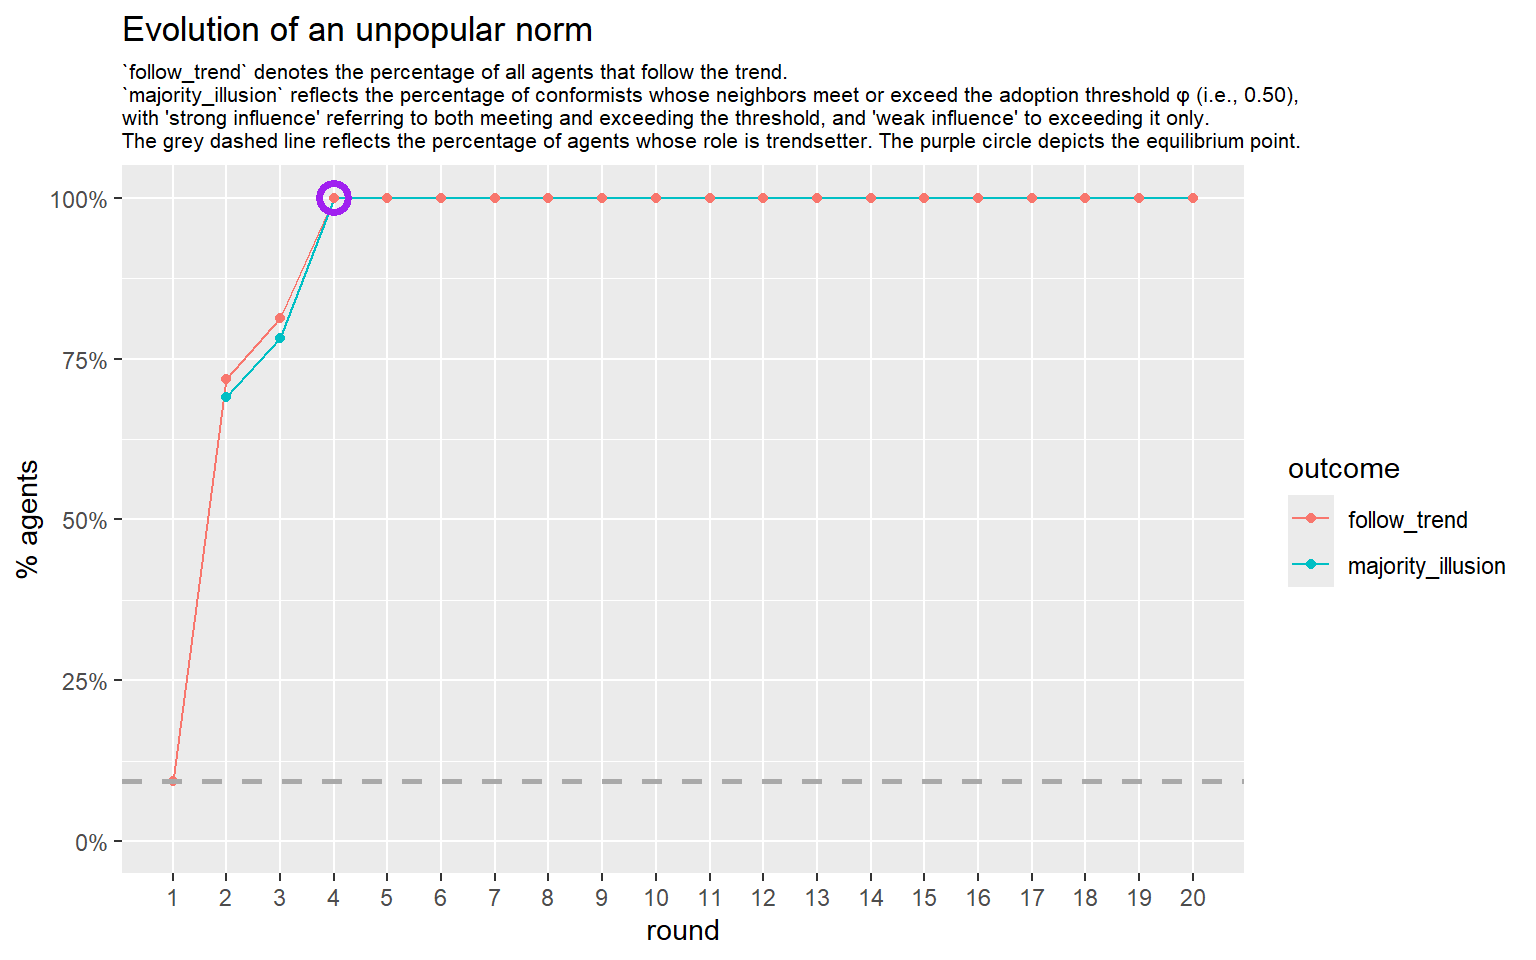 Evolution of an unpopular norm
`follow_trend` denotes the percentage of all agents that follow the trend.
`majority_illusion` reflects the percentage of conformists whose neighbors meet or exceed the adoption threshold φ (i.e., 0.50),
with 'strong influence' referring to both meeting and exceeding the threshold, and 'weak influence' to exceeding it only.
The grey dashed line reflects the percentage of agents whose role is trendsetter. The purple circle depicts the equilibrium point.
100%
75%
50%
25%
0%
% agents
1 2 3 4 5 6 7 8 9 10 11 12 13 14 15 16 17 18 19 20
round
outcome
follow_trend
majority_illusion